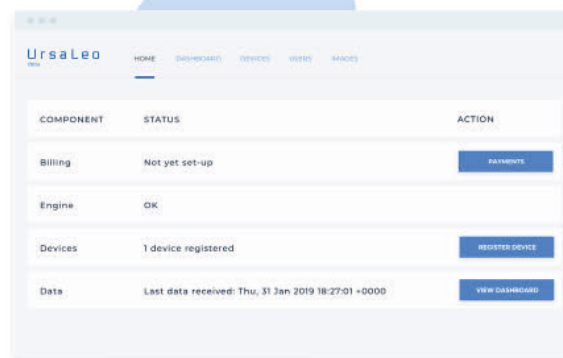 UrsaLeo
HOME DASHBOARD DEVICES USERS IMAGES
COMPONENT STATUS ACTION
Billing Not yet set-up PAYMENTS
Engine OK
Devices 1 device registered REGISTER DEVICE
Data Last data received: Thu, 31 Jan 2019 18:27:01 +0000 VIEW DASHBOARD